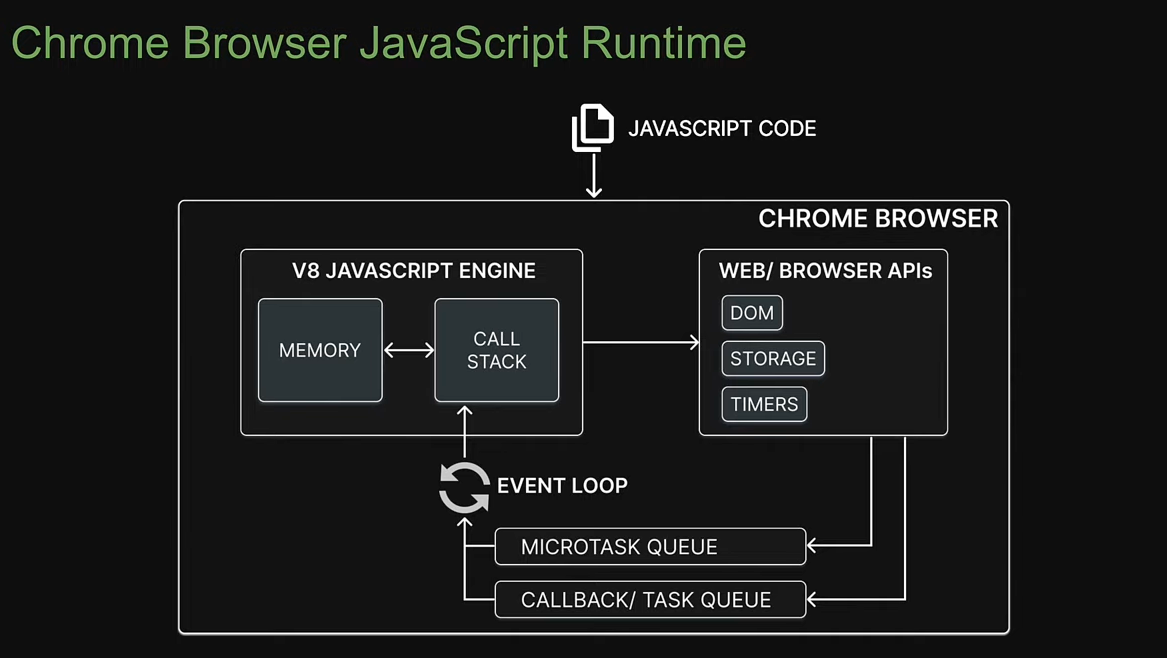 Chrome Browser JavaScript Runtime
JAVASCRIPT CODE
CHROME BROWSER
V8 JAVASCRIPT ENGINE
MEMORY
CALL
STACK
WEB/ BROWSER APIs
DOM
STORAGE
TIMERS
EVENT LOOP
MICROTASK QUEUE
CALLBACK/ TASK QUEUE